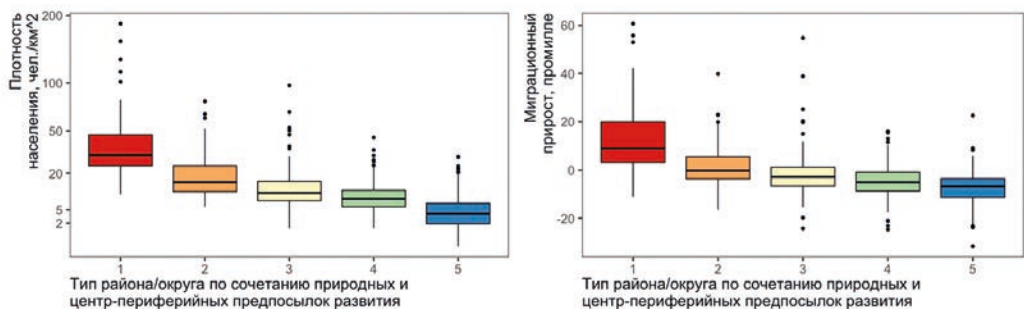 Плотность
населения, чел./км^2
200
100
50
20
5
2
1 2 3 4 5
Тип района/округа по сочетанию природных и
центр-периферийных предпосылок развития
Миграционный
прирост, промилле
60
40
20
0
-20
1 2 3 4 5
Тип района/округа по сочетанию природных и
центр-периферийных предпосылок развития